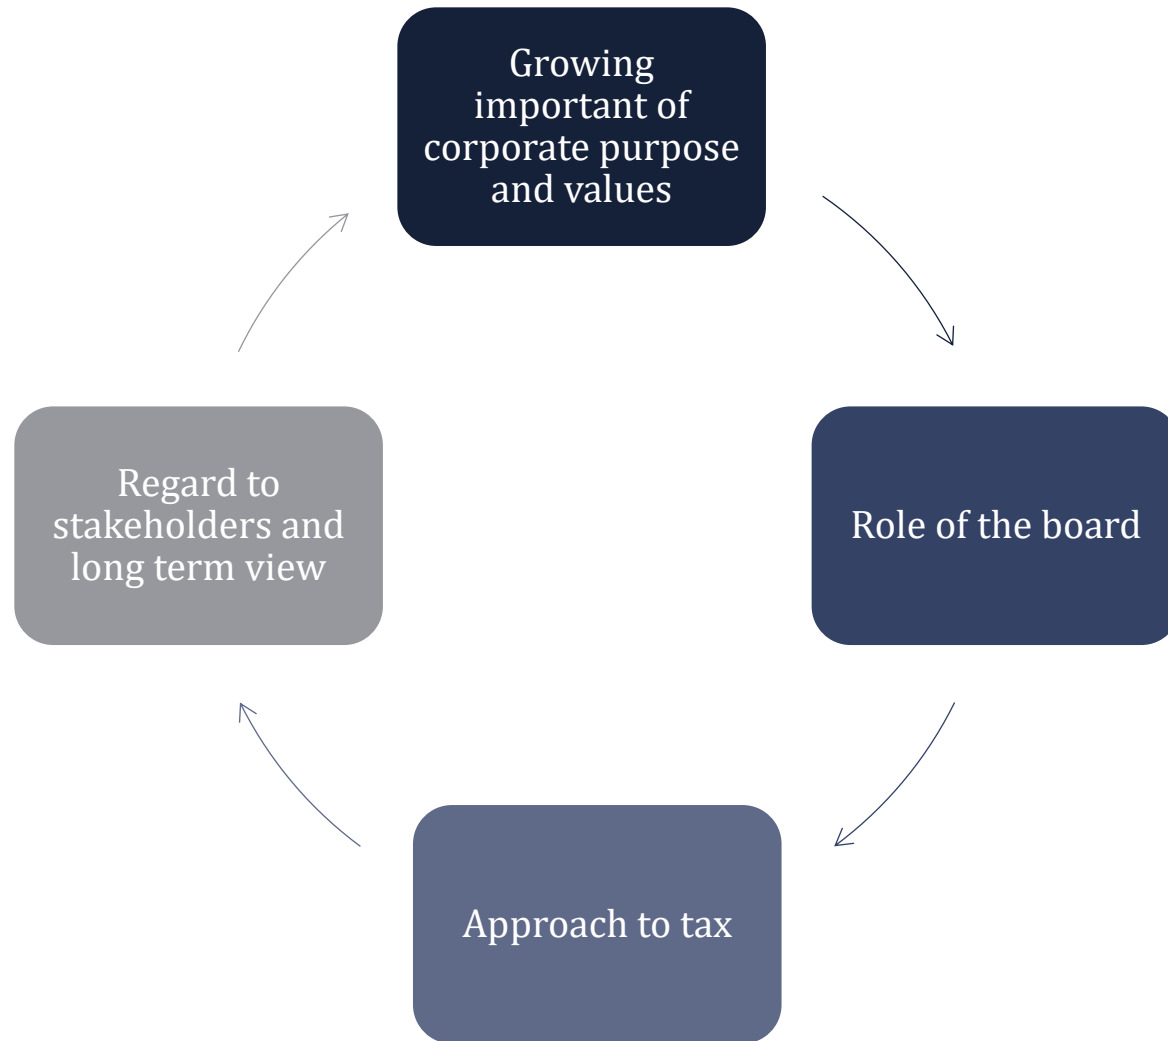 Growing
important of
corporate purpose
and values
Role of the board
Approach to tax
Regard to
stakeholders and
long term view